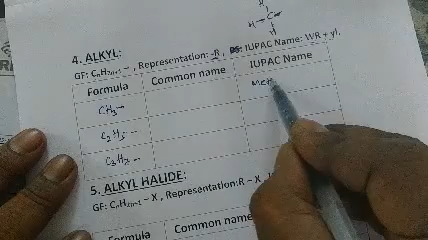 H
H - C -
H
4. ALKYL:
GF: CnH2n+1 – , Representation: -R, IUPAC Name: WR + yl.
Formula Common name IUPAC Name
CH3 – Meth
C2H5 –
C3H7 –
5. ALKYL HALIDE:
GF: CnH2n+1 – X , Representation: R – X
Formula Common name